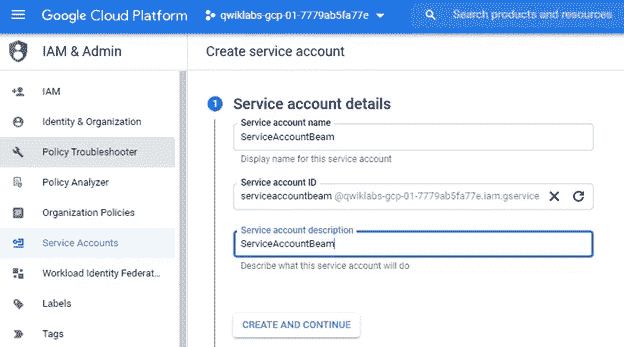 Google Cloud Platform
qwiklabs-gcp-01-7779ab5fa77e
Search products and resources
IAM & Admin
Create service account
IAM
Identity & Organization
Policy Troubleshooter
Policy Analyzer
Organization Policies
Service Accounts
Workload Identity Federat...
Labels
Tags
1
Service account details
Service account name
ServiceAccountBeam
Display name for this service account
Service account ID
serviceaccountbeam @qwiklabs-gcp-01-7779ab5fa77e.iam.gservice
Service account description
ServiceAccountBeam
Describe what this service account will do
CREATE AND CONTINUE